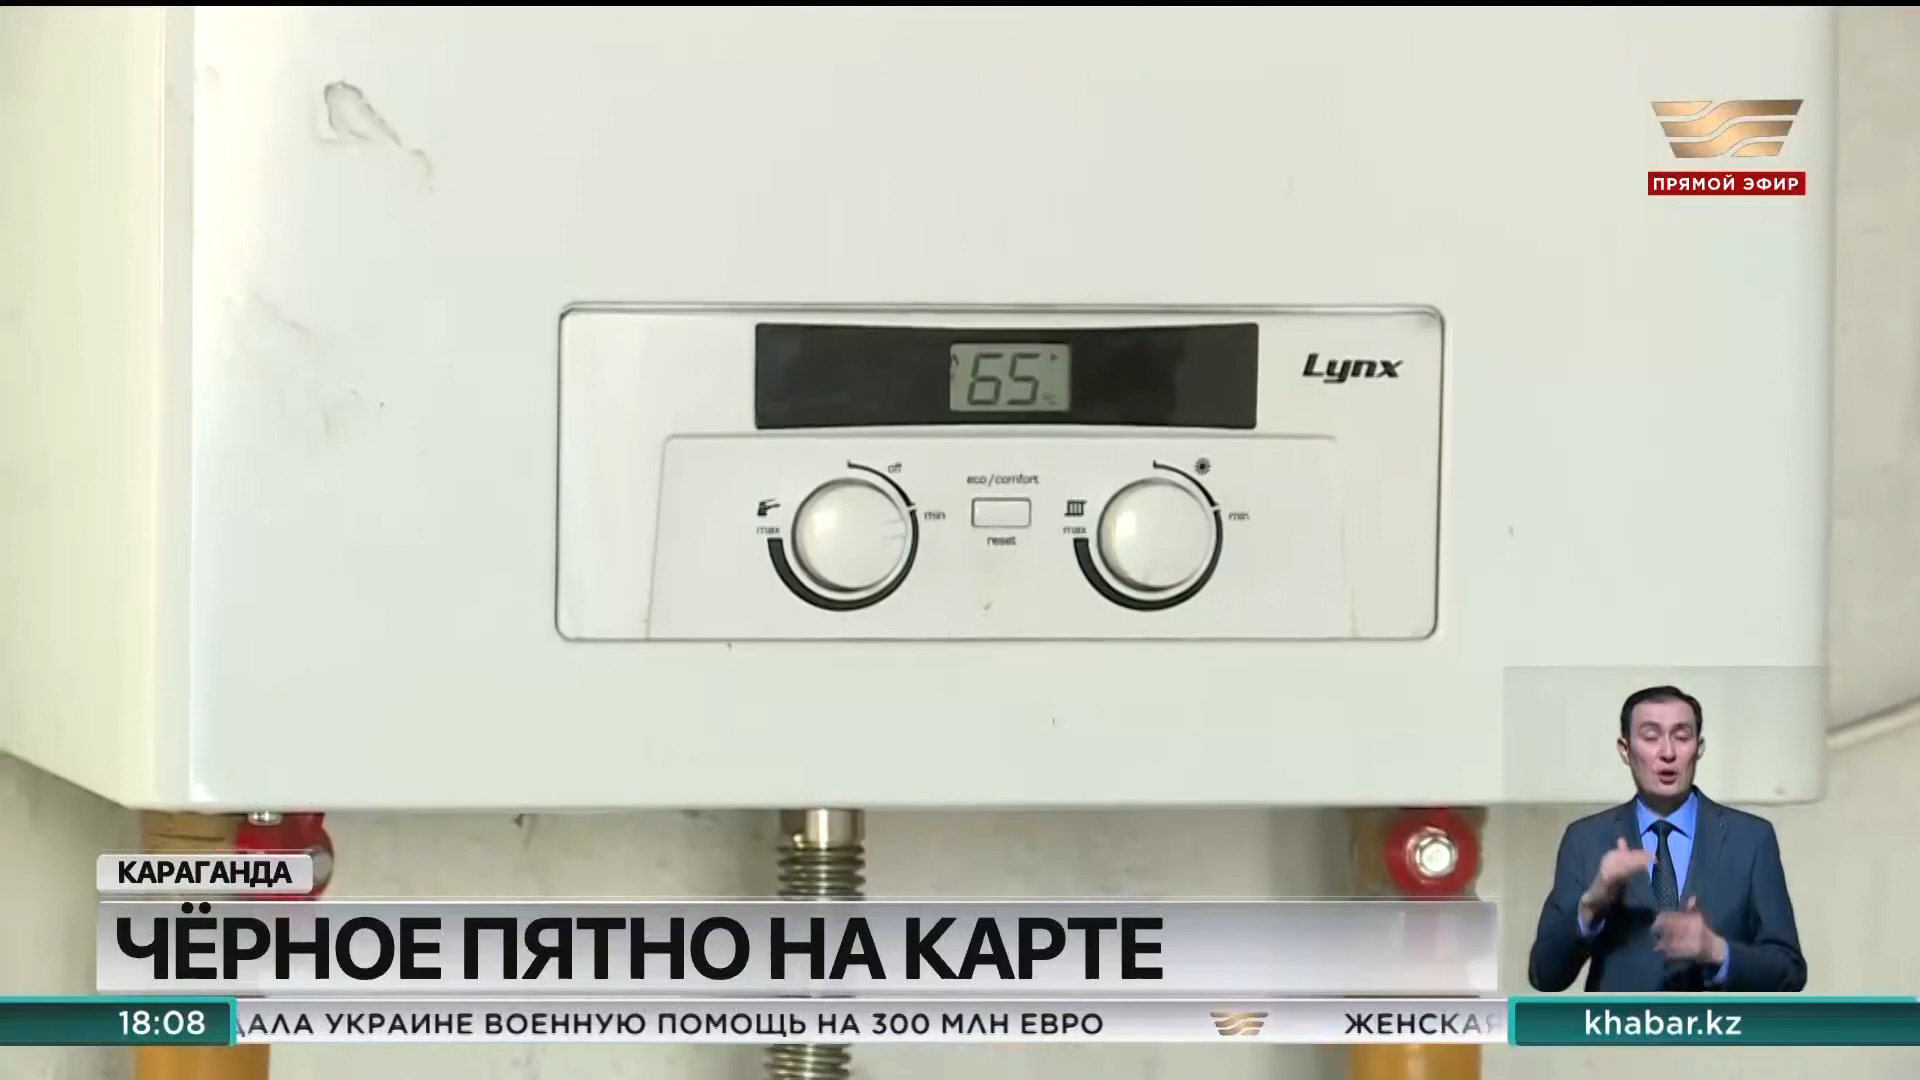 ПРЯМОЙ ЭФИР
65 °C
Lynx
off
eco/comfort
min
min
max
max
reset
КАРАГАНДА
ЧЁРНОЕ ПЯТНО НА КАРТЕ
18:08
ДАЛА УКРАИНЕ ВОЕННУЮ ПОМОЩЬ НА 300 МЛН ЕВРО
ЖЕНСКАЯ
khabar.kz